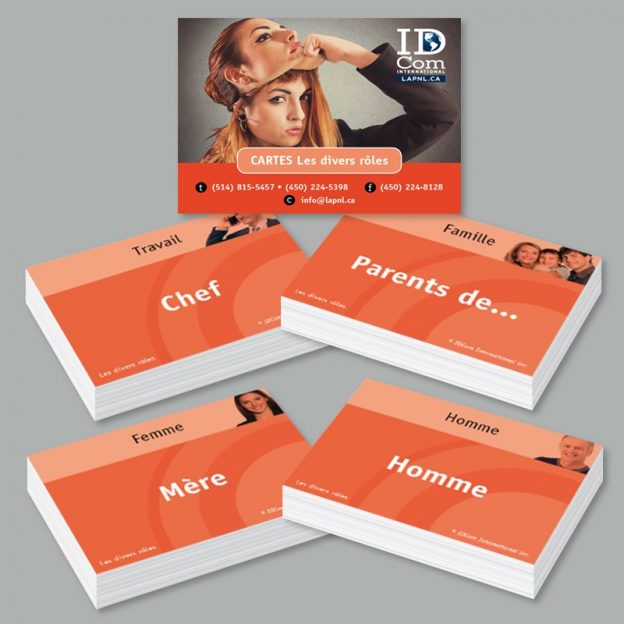 ID
Com
INTERNATIONAL
LAPNL.CA
CARTES Les divers rôles
t (514) 815-5457 • (450) 224-5398 f (450) 224-8128
c info@lapnl.ca
Travail
Chef
Les divers rôles
© IDCom
Famille
Parents de...
Les divers rôles
© IDCom International inc.
Femme
Mère
Les divers rôles
© IDCom International inc.
Homme
Homme
Les divers rôles
© IDCom International inc.